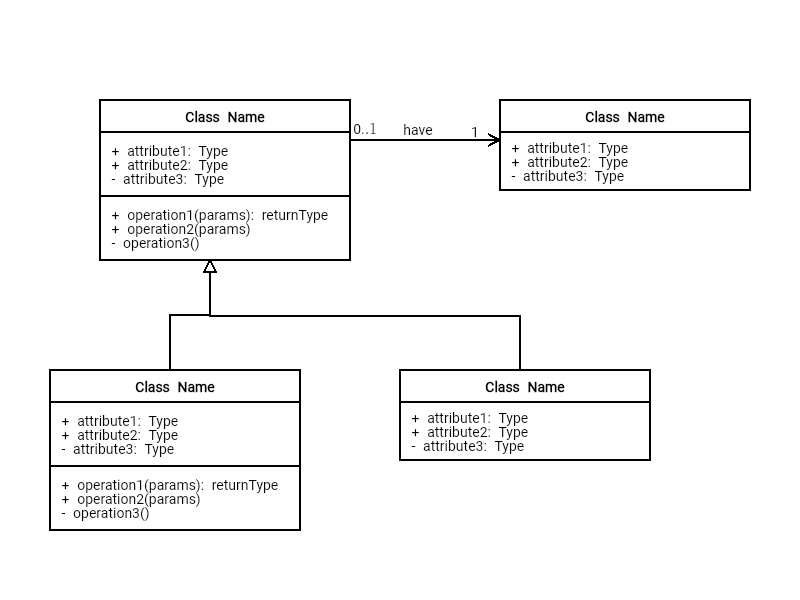 Class Name
+ attribute1: Type
+ attribute2: Type
- attribute3: Type
+ operation1(params): returnType
+ operation2(params)
- operation3()
0..1 have 1
Class Name
+ attribute1: Type
+ attribute2: Type
- attribute3: Type
Class Name
+ attribute1: Type
+ attribute2: Type
- attribute3: Type
+ operation1(params): returnType
+ operation2(params)
- operation3()
Class Name
+ attribute1: Type
+ attribute2: Type
- attribute3: Type